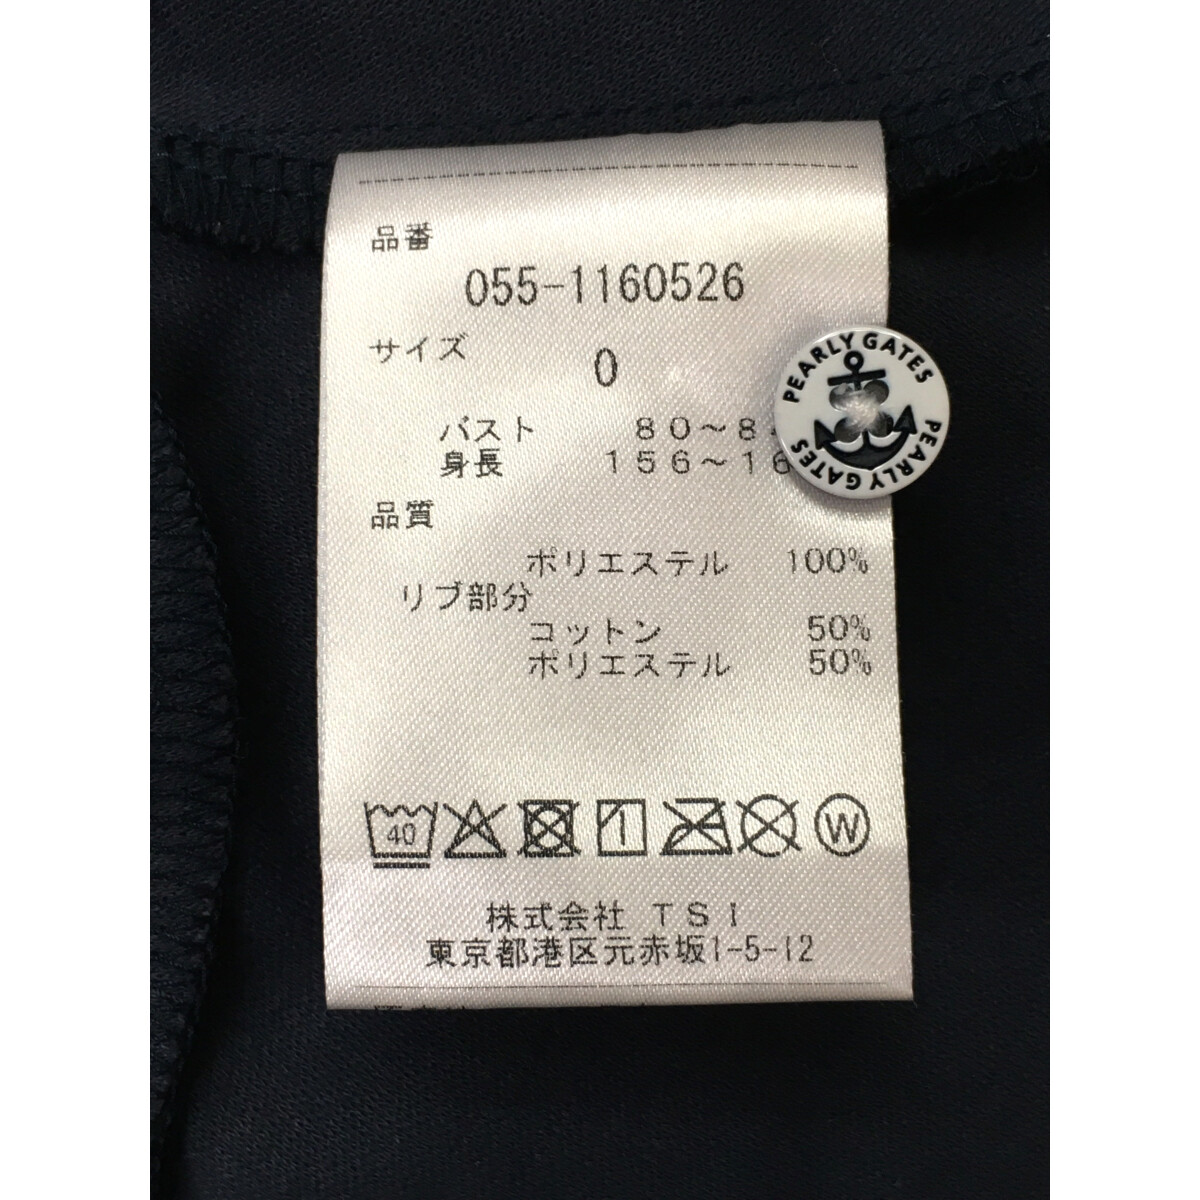 品番
055-1160526
サイズ
0
バスト 80～8
身長 156～16
品質
ポリエステル 100%
リブ部分
コットン 50%
ポリエステル 50%
40
W
株式会社 TSI
東京都港区元赤坂1-5-12
PEARLY GATES
PEARLY GATES